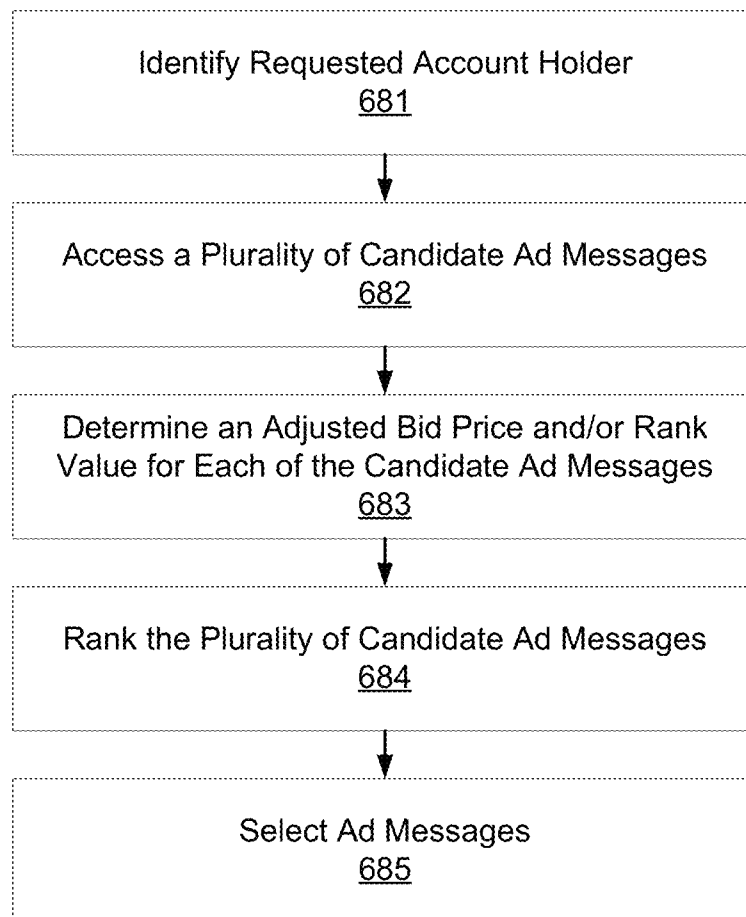 Identify Requested Account Holder
681
Access a Plurality of Candidate Ad Messages
682
Determine an Adjusted Bid Price and/or Rank
Value for Each of the Candidate Ad Messages
683
Rank the Plurality of Candidate Ad Messages
684
Select Ad Messages
685